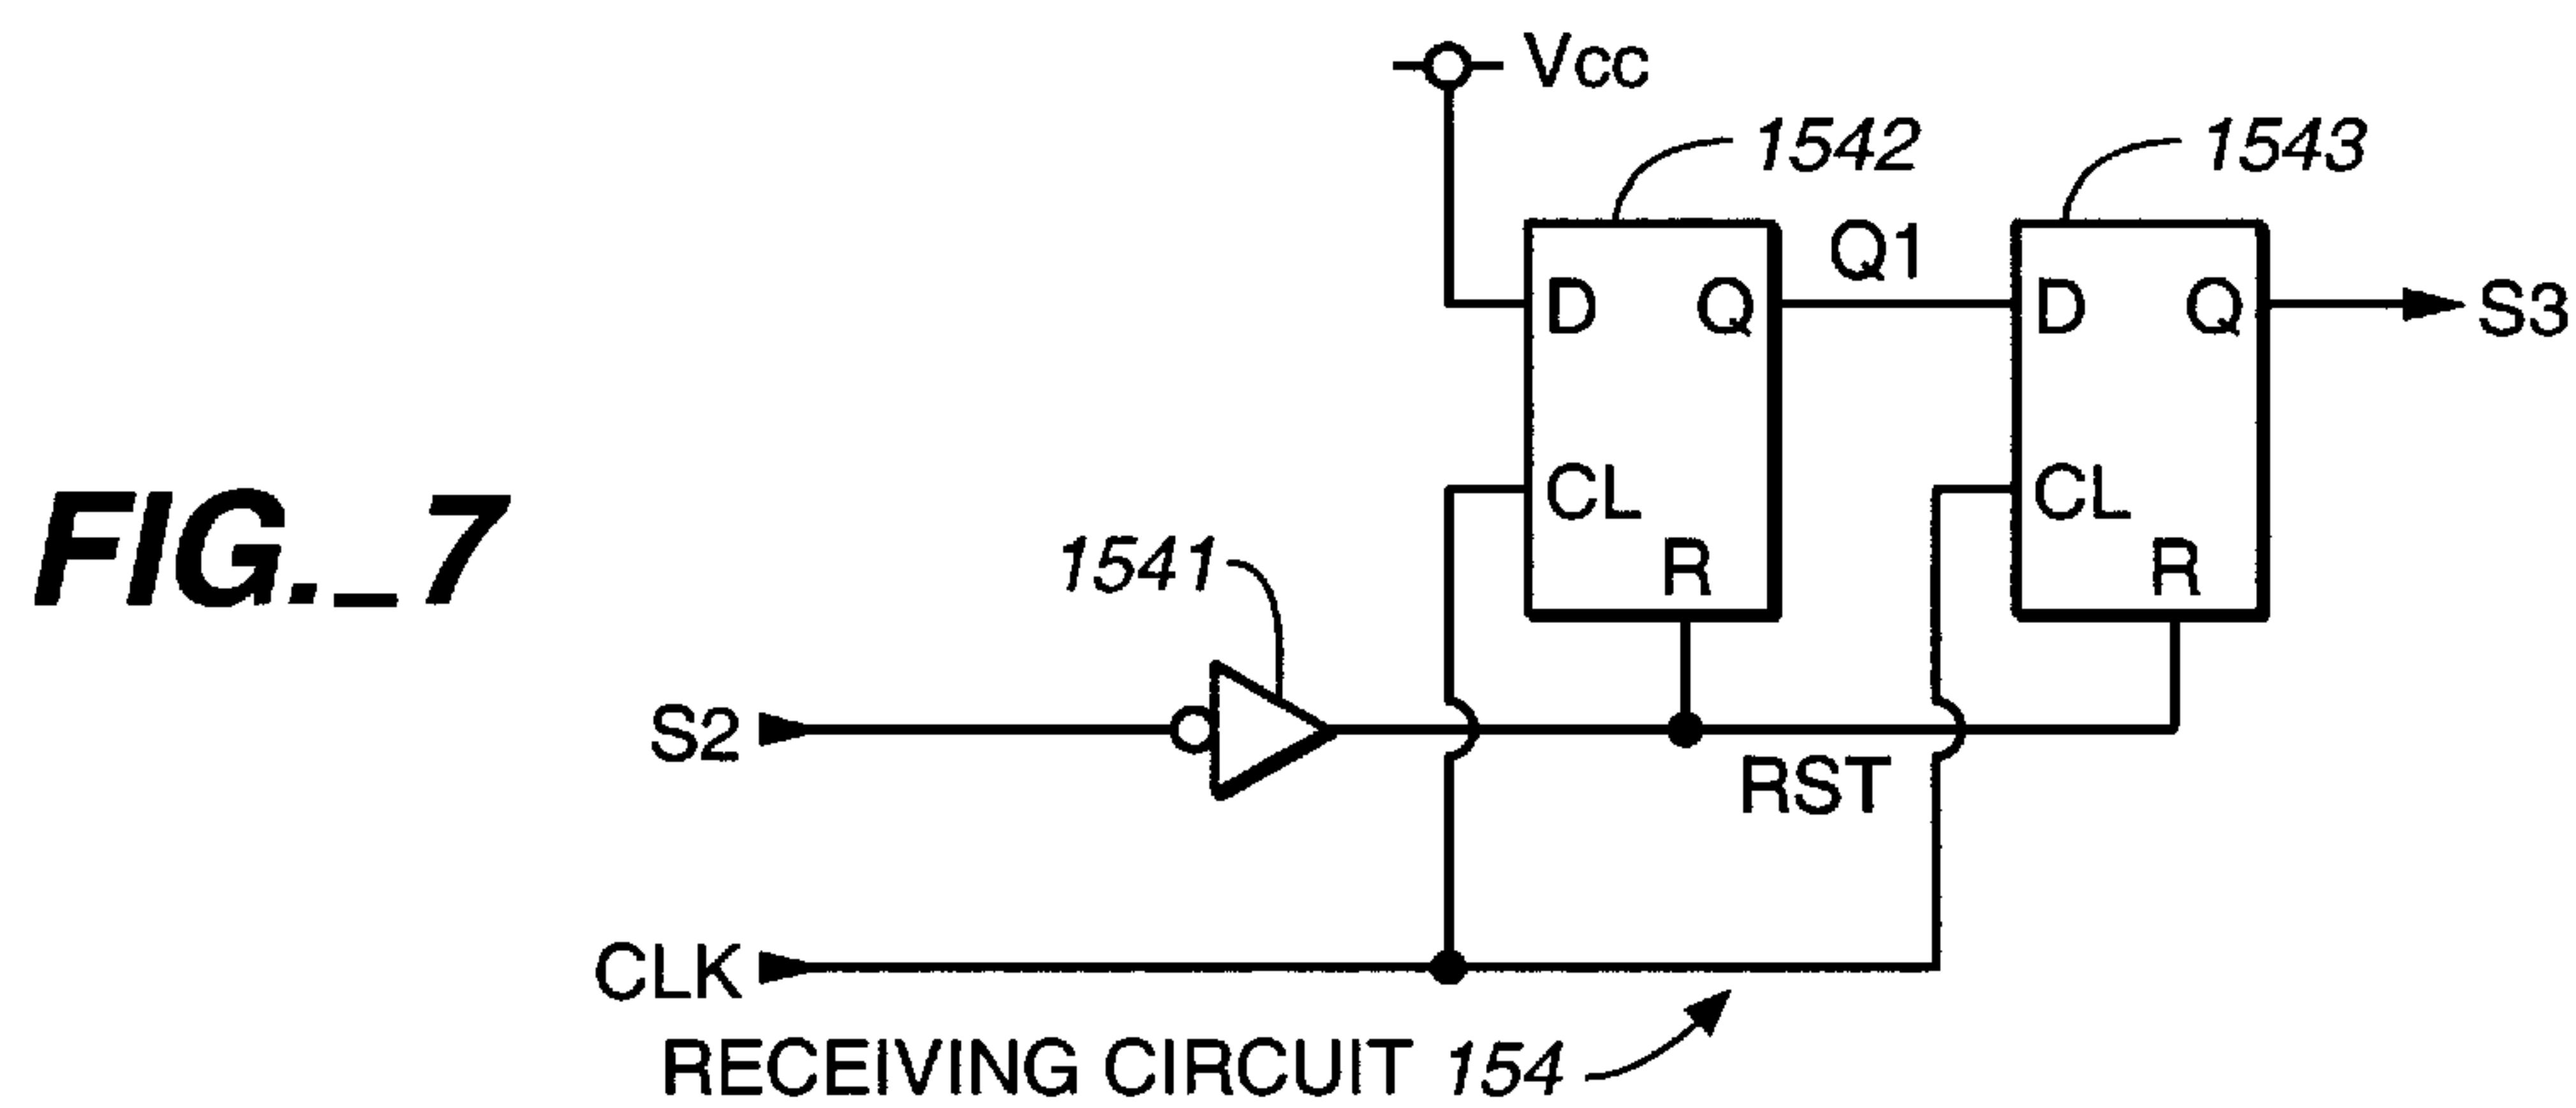 Vcc
1542
1543
Q1
D
Q
D
Q
S3
CL
CL
FIG._7
1541
R
R
S2
RST
CLK
RECEIVING CIRCUIT 154